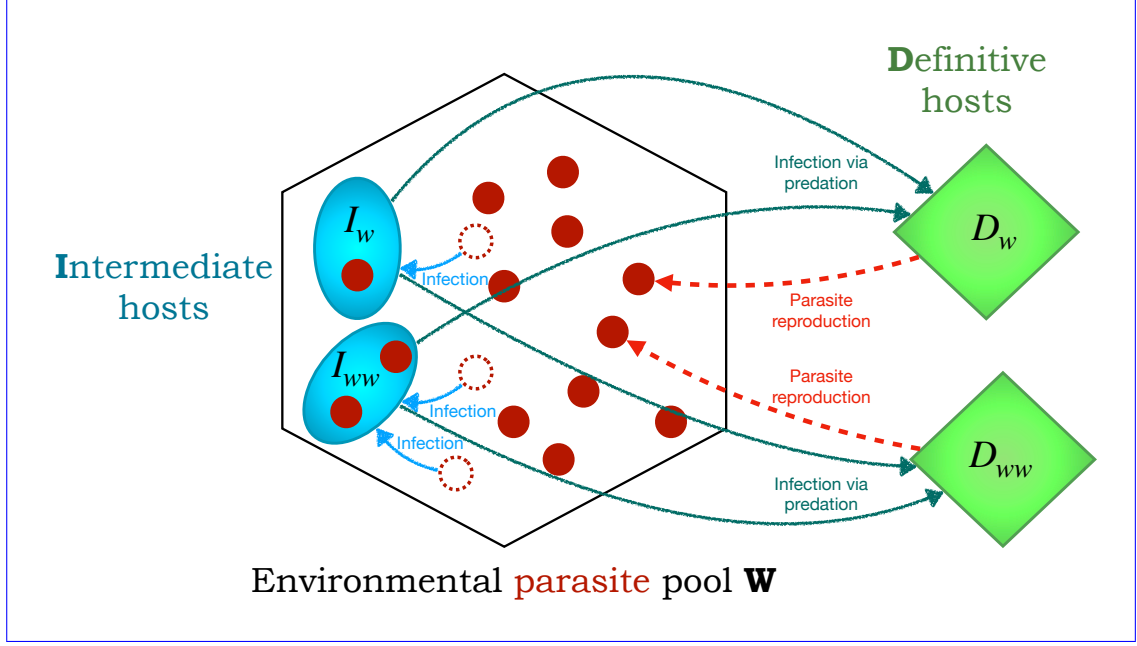 Definitive
hosts
Infection via
predation
I_w
D_w
Intermediate
hosts
Infection
Parasite
reproduction
I_ww
Parasite
reproduction
Infection
Infection
D_ww
Infection via
predation
Environmental parasite pool W